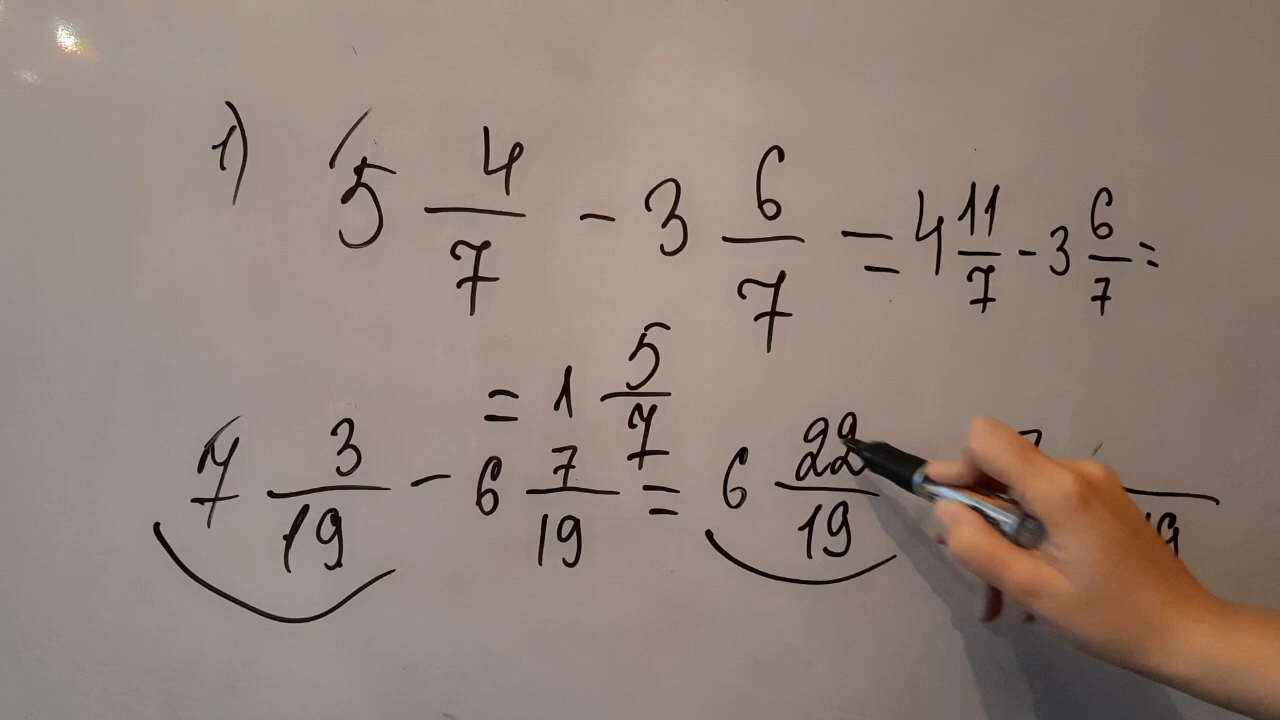 1) 5 4/7 - 3 6/7 = 4 11/7 - 3 6/7 =
= 1 5/7
7 3/19 - 6 7/19 = 6 22/19